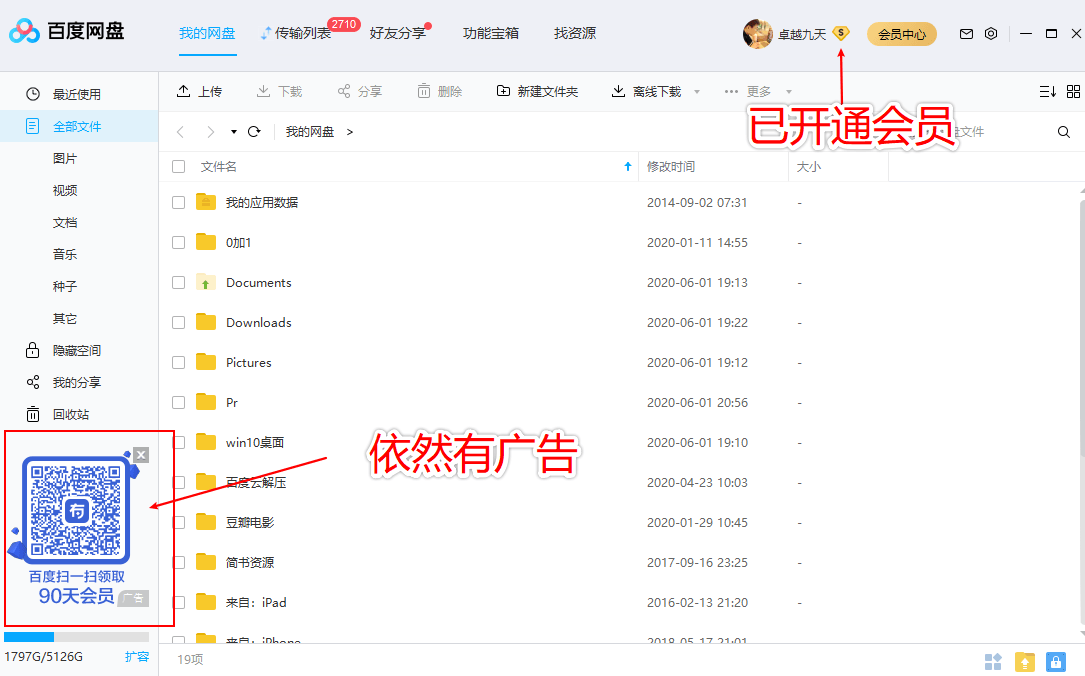 百度网盘
我的网盘
传输列表
2710
好友分享
功能宝箱
找资源
卓越九天
S
会员中心
最近使用
全部文件
图片
视频
文档
音乐
种子
其它
隐藏空间
我的分享
回收站
上传
下载
分享
删除
新建文件夹
离线下载
更多
已开通会员
我的网盘 >
文件
文件名
修改时间
大小
我的应用数据 2014-09-02 07:31 -
0加1 2020-01-11 14:55 -
Documents 2020-06-01 19:13 -
Downloads 2020-06-01 19:22 -
Pictures 2020-06-01 19:12 -
Pr 2020-06-01 20:56 -
win10桌面 2020-06-01 19:10 -
依然有广告
百度云解压 2020-04-23 10:03 -
豆瓣电影 2020-01-29 10:45 -
简书资源 2017-09-16 23:25 -
来自：iPad 2016-02-13 21:20 -
来自：iPhone 2018-05-17 21:01
有
百度扫一扫领取
90天会员
广告
1797G/5126G
扩容
19项